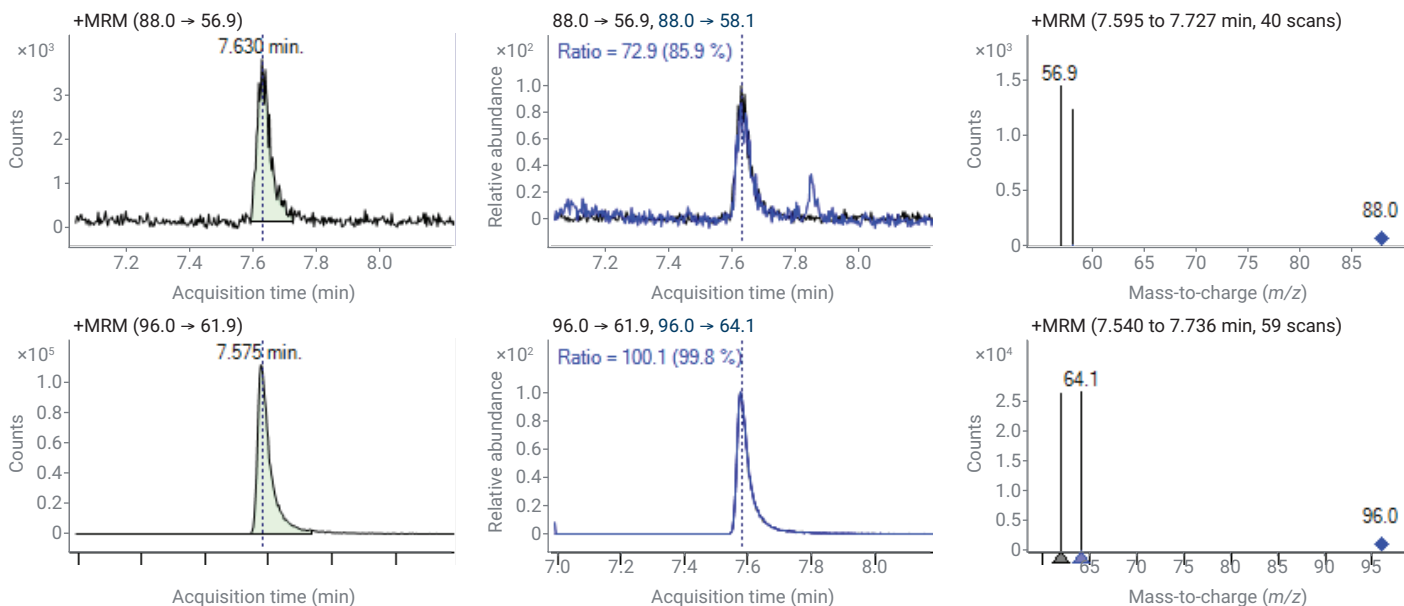 +MRM (88.0 → 56.9)
×10³
7.630 min.
3
2
1
0
Counts
7.2 7.4 7.6 7.8 8.0
Acquisition time (min)
88.0 → 56.9, 88.0 → 58.1
×10²
Ratio = 72.9 (85.9 %)
1.0
0.8
0.6
0.4
0.2
0
Relative abundance
7.2 7.4 7.6 7.8 8.0
Acquisition time (min)
+MRM (7.595 to 7.727 min, 40 scans)
×10³
56.9
1.5
1.0
0.5
0
Counts
88.0
60 65 70 75 80 85
Mass-to-charge (m/z)
+MRM (96.0 → 61.9)
×10⁵
7.575 min.
1.0
0.8
0.6
0.4
0.2
0
Counts
Acquisition time (min)
96.0 → 61.9, 96.0 → 64.1
×10²
Ratio = 100.1 (99.8 %)
1.0
0.8
0.6
0.4
0.2
0
Relative abundance
7.0 7.2 7.4 7.6 7.8 8.0
Acquisition time (min)
+MRM (7.540 to 7.736 min, 59 scans)
×10⁴
64.1
2.5
2.0
1.5
1.0
0.5
0
Counts
96.0
65 70 75 80 85 90 95
Mass-to-charge (m/z)